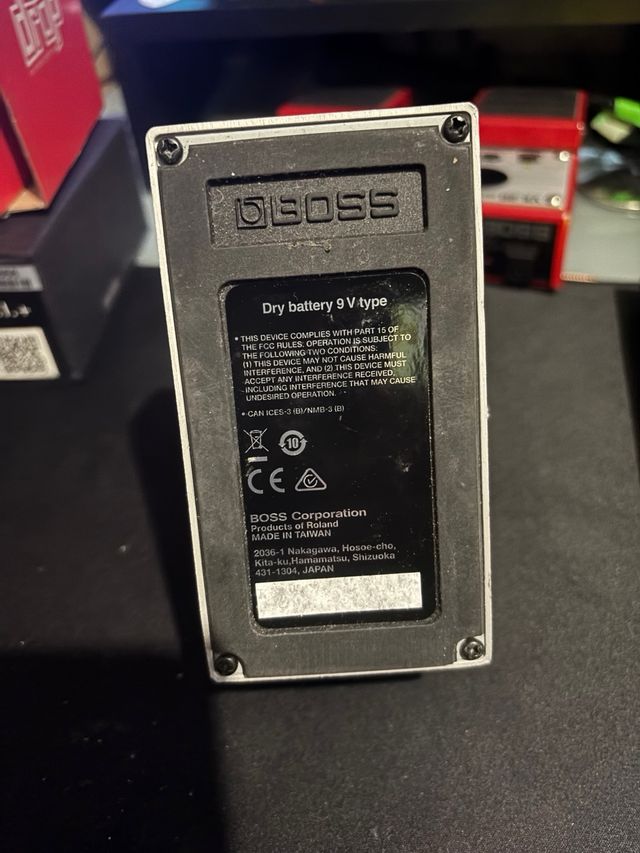 drop
BOSS
Dry battery 9 V type
• THIS DEVICE COMPLIES WITH PART 15 OF
THE FCC RULES. OPERATION IS SUBJECT TO
THE FOLLOWING TWO CONDITIONS:
(1) THIS DEVICE MAY NOT CAUSE HARMFUL
INTERFERENCE, AND (2) THIS DEVICE MUST
ACCEPT ANY INTERFERENCE RECEIVED,
INCLUDING INTERFERENCE THAT MAY CAUSE
UNDESIRED OPERATION.
• CAN ICES-3 (B)/NMB-3 (B)
10
CE
BOSS Corporation
Products of Roland
MADE IN TAIWAN
2036-1 Nakagawa, Hosoe-cho,
Kita-ku,Hamamatsu, Shizuoka
431-1304, JAPAN